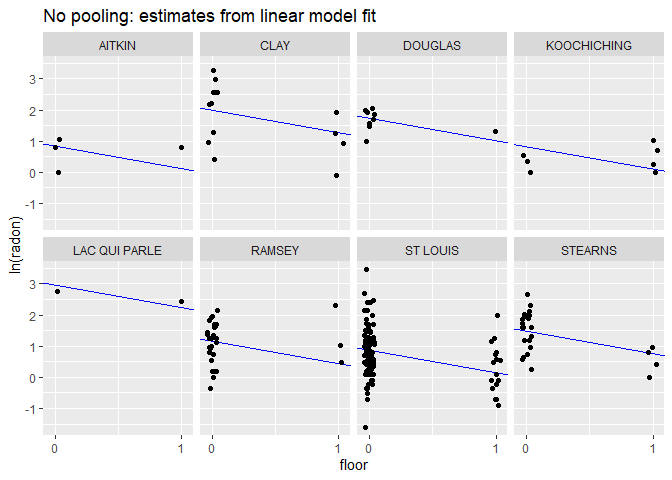 No pooling: estimates from linear model fit
AITKIN CLAY DOUGLAS KOOCHICHING
3
2
1
0
-1
LAC QUI PARLE RAMSEY ST LOUIS STEARNS
3
2
1
0
-1
ln(radon)
0 1 0 1 0 1 0 1
floor